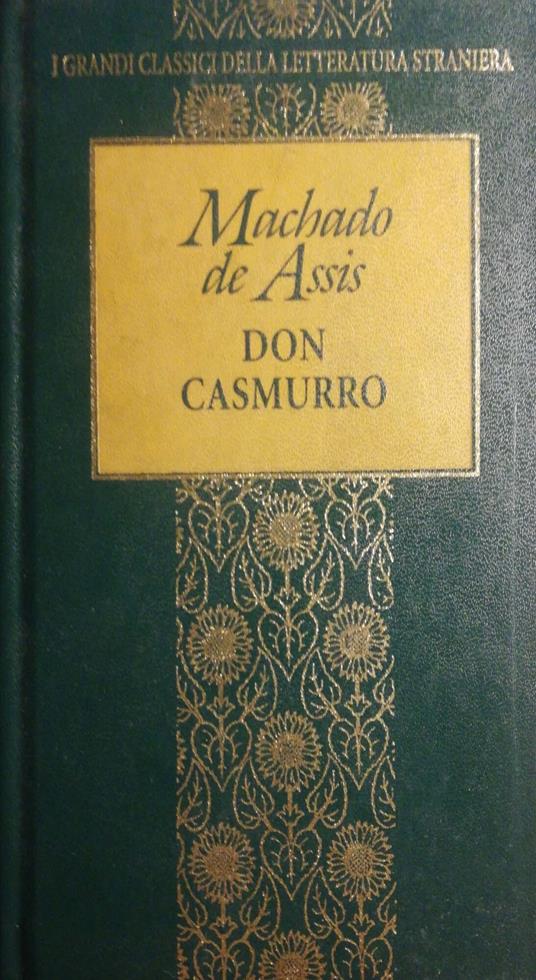 I GRANDI CLASSICI DELLA LETTERATURA STRANIERA
Machado
de Assis
DON
CASMURRO